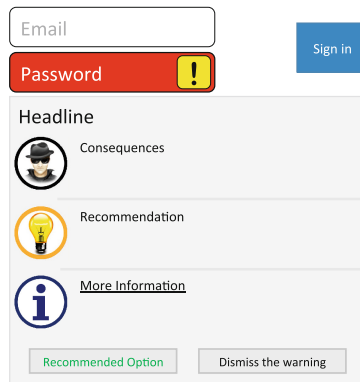 Email
Sign in
Password
!
Headline
Consequences
Recommendation
More Information
i
Recommended Option
Dismiss the warning